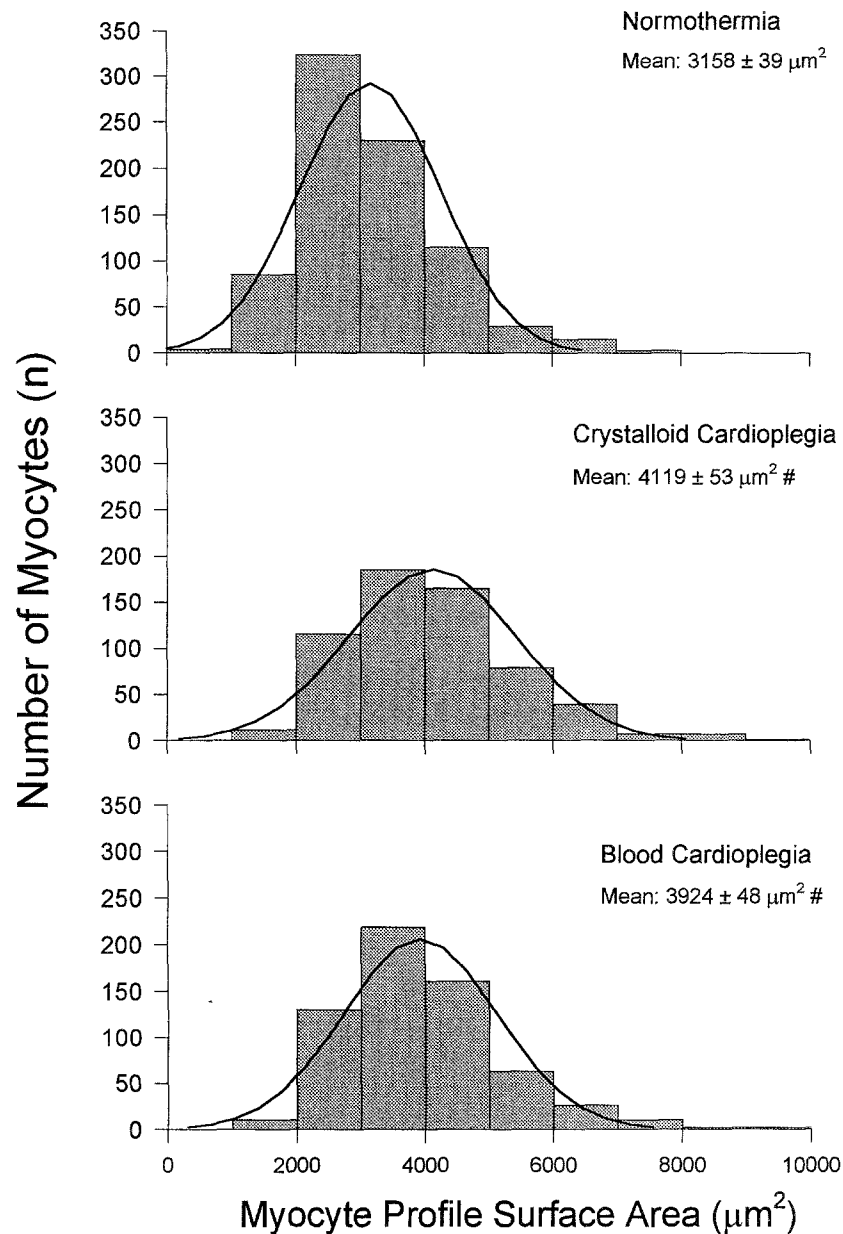 Number of Myocytes (n)
350
300
250
200
150
100
50
0
Normothermia
Mean: 3158 ± 39 μm²
350
300
250
200
150
100
50
0
Crystalloid Cardioplegia
Mean: 4119 ± 53 μm² #
350
300
250
200
150
100
50
0
Blood Cardioplegia
Mean: 3924 ± 48 μm² #
0 2000 4000 6000 8000 10000
Myocyte Profile Surface Area (μm²)